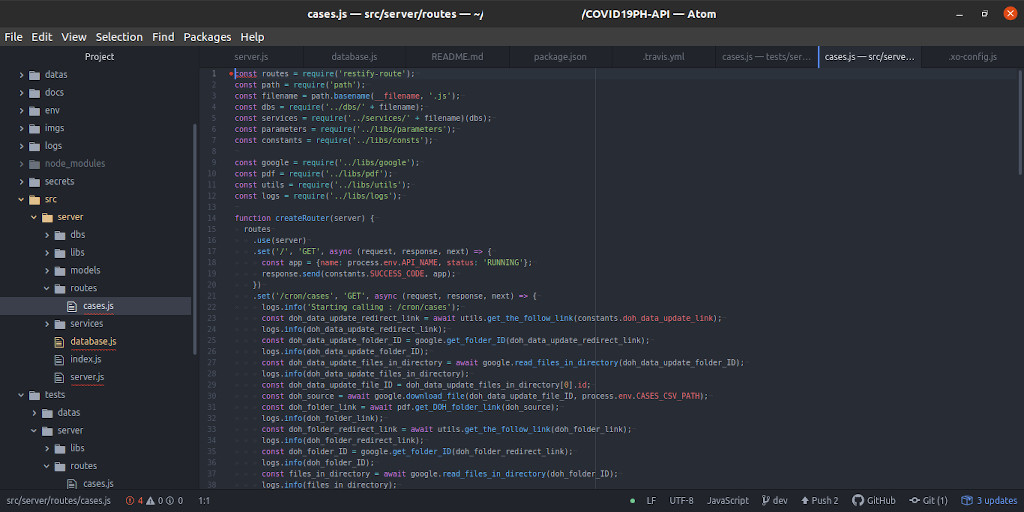 cases.js — src/server/routes — ~/ /COVID19PH-API — Atom
File Edit View Selection Find Packages Help
Project
server.js database.js README.md package.json .travis.yml cases.js — tests/ser... cases.js — src/serve... .xo-config.js
datas
docs
env
imgs
logs
node_modules
secrets
src
server
dbs
libs
models
routes
cases.js
services
database.js
index.js
server.js
tests
datas
server
libs
routes
cases.js
1 const routes = require('restify-route');
2 const path = require('path');
3 const filename = path.basename(__filename, '.js');
4 const dbs = require('../dbs/' + filename);
5 const services = require('../services/' + filename)(dbs);
6 const parameters = require('../libs/parameters');
7 const constants = require('../libs/consts');
8
9 const google = require('../libs/google');
10 const pdf = require('../libs/pdf');
11 const utils = require('../libs/utils');
12 const logs = require('../libs/logs');
13
14 function createRouter(server) {
15 routes
16 .use(server)
17 .set('/', 'GET', async (request, response, next) => {
18 const app = {name: process.env.API_NAME, status: 'RUNNING'};
19 response.send(constants.SUCCESS_CODE, app);
20 })
21 .set('/cron/cases', 'GET', async (request, response, next) => {
22 logs.info('Starting calling : /cron/cases');
23 const doh_data_update_redirect_link = await utils.get_the_follow_link(constants.doh_data_update_link);
24 logs.info(doh_data_update_redirect_link);
25 const doh_data_update_folder_ID = google.get_folder_ID(doh_data_update_redirect_link);
26 logs.info(doh_data_update_folder_ID);
27 const doh_data_update_files_in_directory = await google.read_files_in_directory(doh_data_update_folder_ID);
28 logs.info(doh_data_update_files_in_directory);
29 const doh_data_update_file_ID = doh_data_update_files_in_directory[0].id;
30 const doh_source = await google.download_file(doh_data_update_file_ID, process.env.CASES_CSV_PATH);
31 const doh_folder_link = await pdf.get_DOH_folder_link(doh_source);
32 logs.info(doh_folder_link);
33 const doh_folder_redirect_link = await utils.get_the_follow_link(doh_folder_link);
34 logs.info(doh_folder_redirect_link);
35 const doh_folder_ID = google.get_folder_ID(doh_folder_redirect_link);
36 logs.info(doh_folder_ID);
37 const files_in_directory = await google.read_files_in_directory(doh_folder_ID);
38 logs.info(files_in_directory);
src/server/routes/cases.js 4 0 0 1:1 LF UTF-8 JavaScript dev Push 2 GitHub Git (1) 3 updates